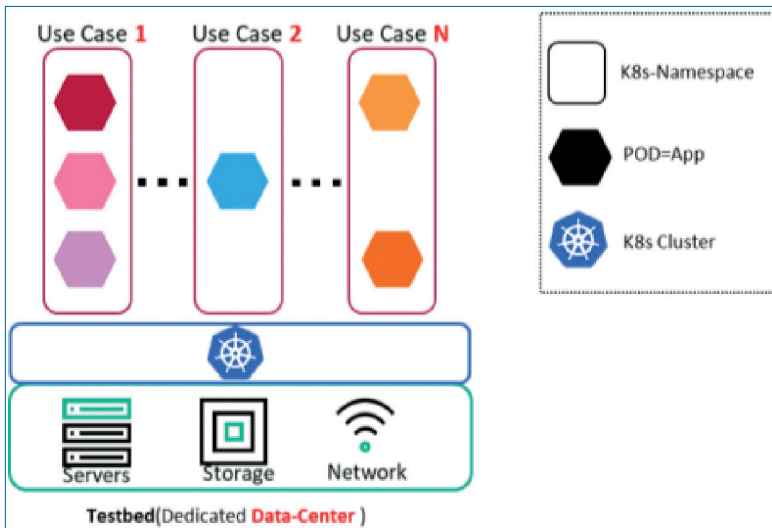 Use Case 1 Use Case 2 Use Case N
K8s-Namespace
POD=App
K8s Cluster
Servers Storage Network
Testbed(Dedicated Data-Center )